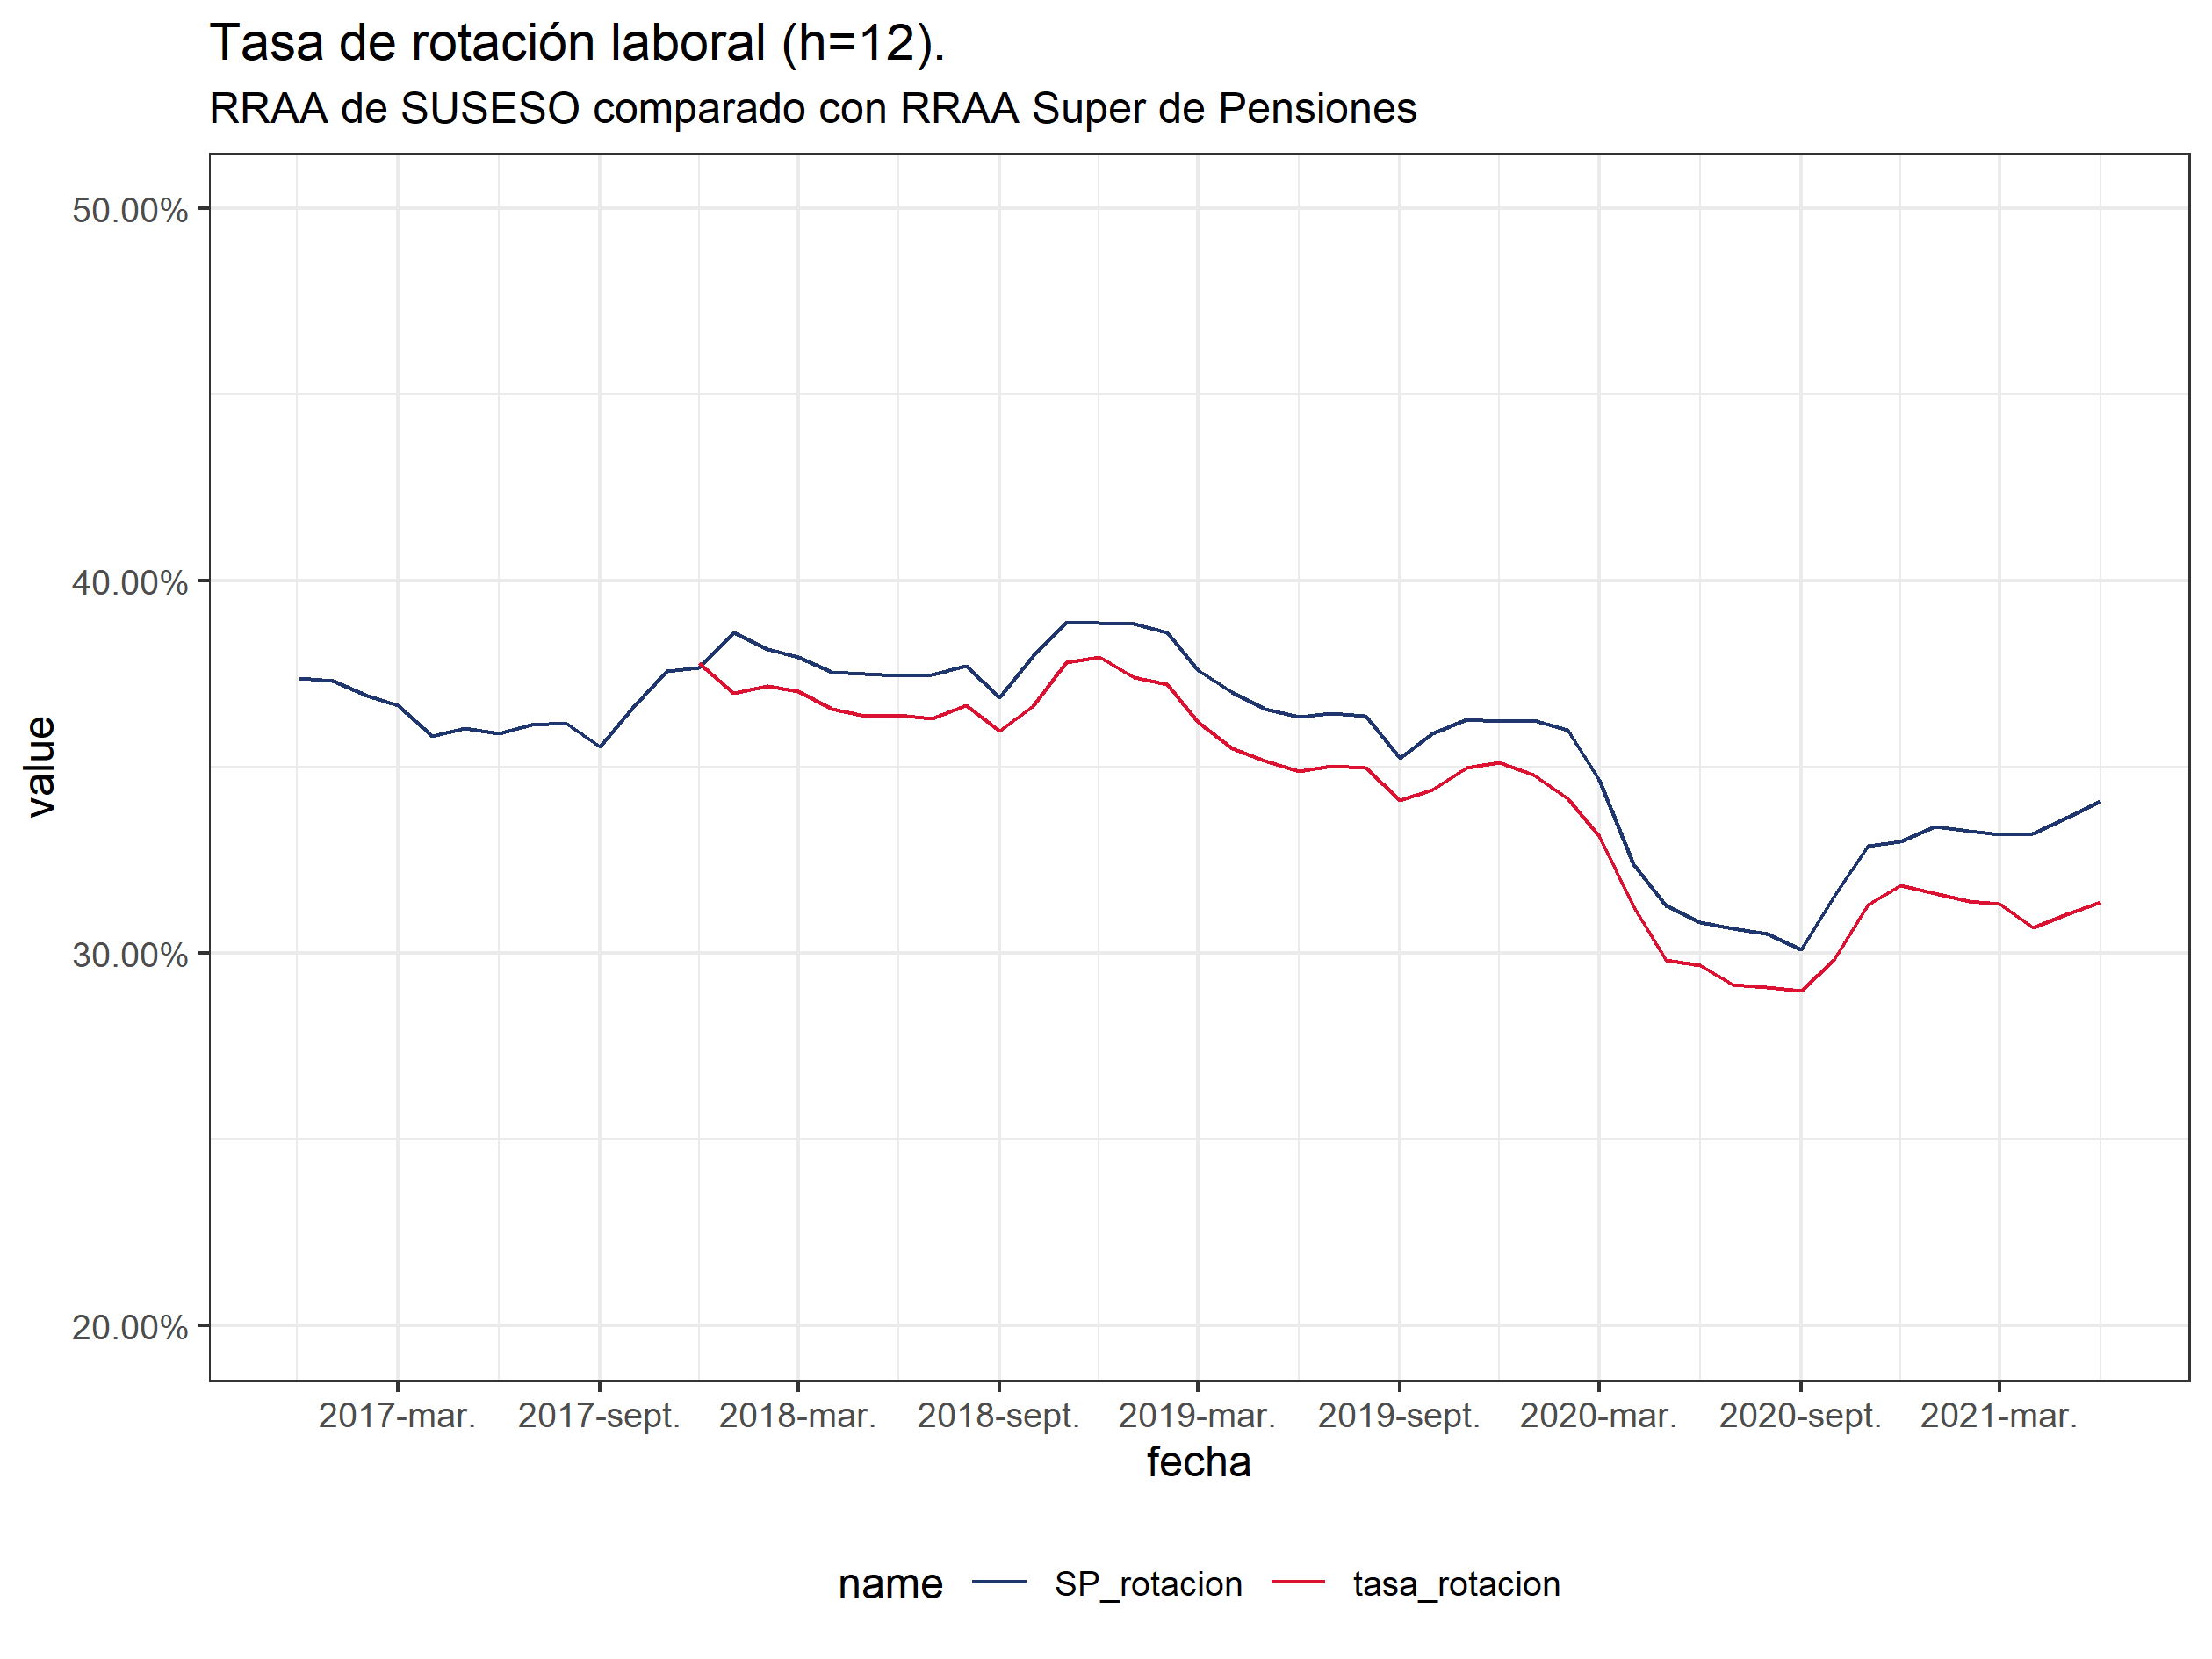 Tasa de rotación laboral (h=12).
RRAA de SUSESO comparado con RRAA Super de Pensiones
50.00%
40.00%
30.00%
20.00%
value
2017-mar. 2017-sept. 2018-mar. 2018-sept. 2019-mar. 2019-sept. 2020-mar. 2020-sept. 2021-mar.
fecha
name SP_rotacion tasa_rotacion